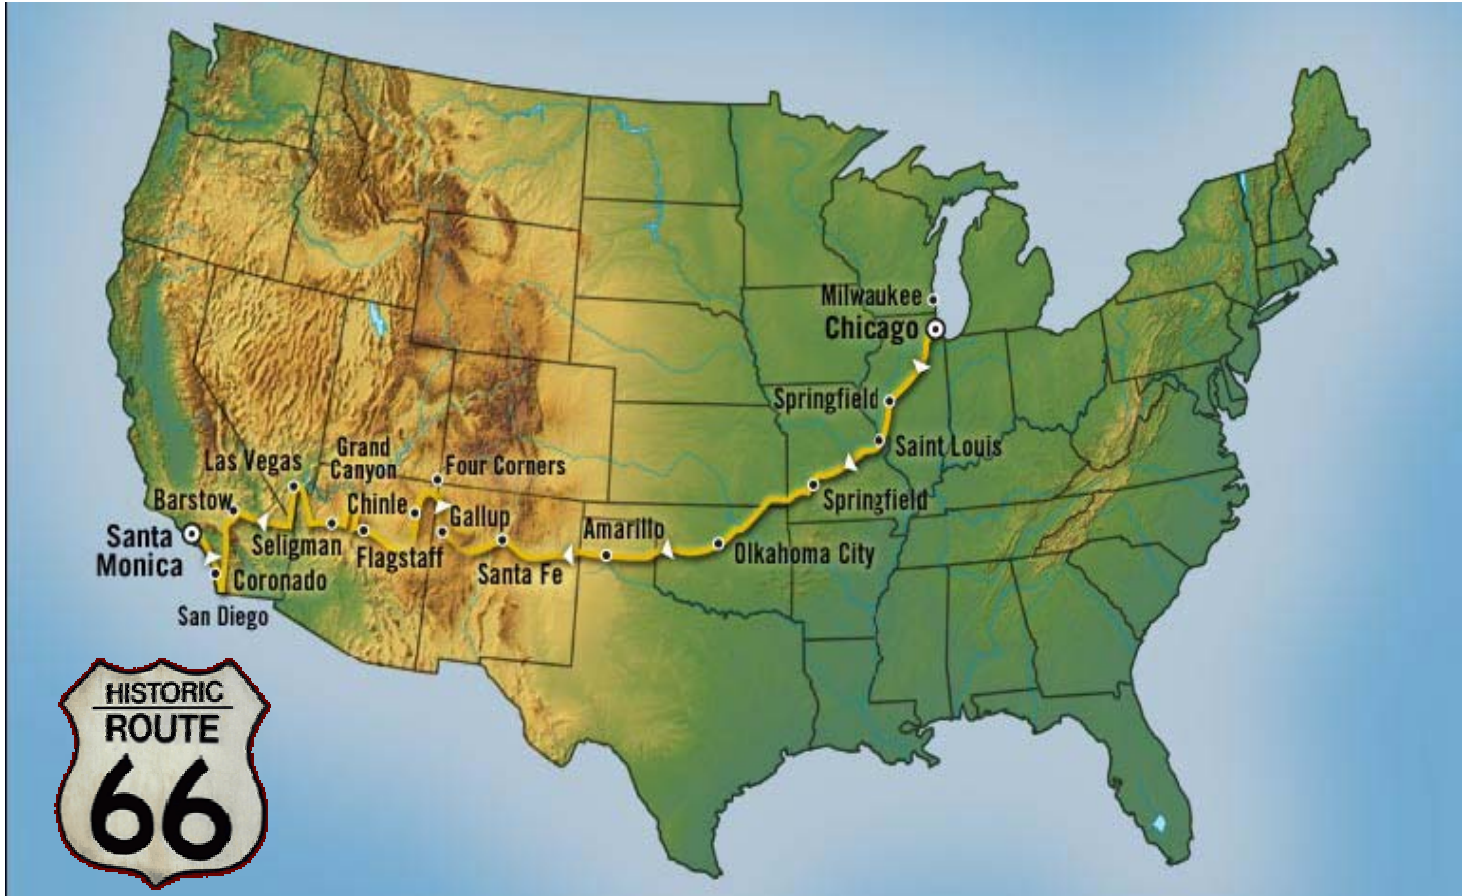 Milwaukee
Chicago
Springfield
Saint Louis
Springfield
Grand
Canyon
Las Vegas
Four Corners
Barstow
Chinle
Gallup
Amarillo
Santa
Monica
Seligman
Flagstaff
Santa Fe
Olkahoma City
Coronado
San Diego
HISTORIC
ROUTE
66